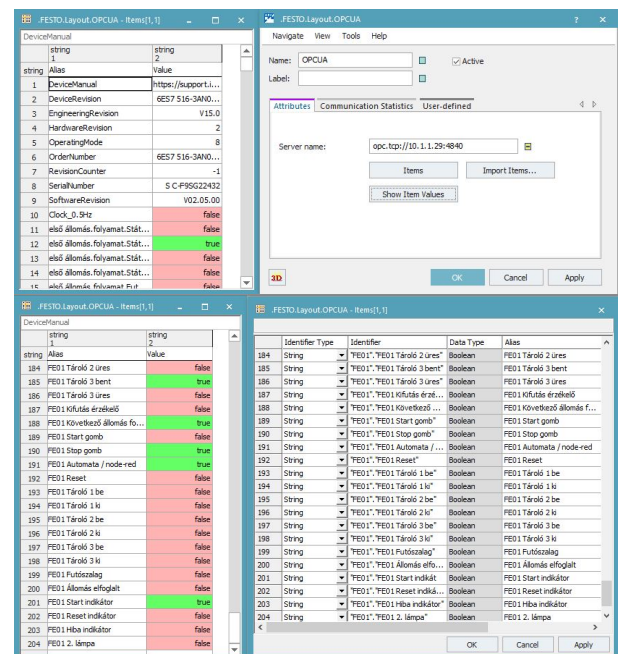 .FESTO.Layout.OPCUA - Items[1,1]
DeviceManual
string string
1 2
string Alias Value
1 DeviceManual https://support.i...
2 DeviceRevision 6ES7 516-3AN0...
3 EngineeringRevision V15.0
4 HardwareRevision 2
5 OperatingMode 8
6 OrderNumber 6ES7 516-3AN0...
7 RevisionCounter -1
8 SerialNumber S C-F9SG22432
9 SoftwareRevision V02.05.00
10 Clock_0.5Hz false
11 első állomás.folyamat.Stát... false
12 első állomás.folyamat.Stát... true
13 első állomás.folyamat.Stát... false
14 első állomás.folyamat.Stát... false
15 első állomás.folyamat.Fut... false
.FESTO.Layout.OPCUA
Navigate View Tools Help
Name: OPCUA Active
Label:
Attributes Communication Statistics User-defined
Server name: opc.tcp://10.1.1.29:4840
Items Import Items...
Show Item Values
3D OK Cancel Apply
.FESTO.Layout.OPCUA - Items[1,1]
DeviceManual
string string
1 2
string Alias Value
184 FE01 Tároló 2 üres false
185 FE01 Tároló 3 bent true
186 FE01 Tároló 3 üres false
187 FE01 Kifutás érzékelő false
188 FE01 Következő állomás fo... true
189 FE01 Start gomb false
190 FE01 Stop gomb true
191 FE01 Automata / node-red true
192 FE01 Reset false
193 FE01 Tároló 1 be false
194 FE01 Tároló 1 ki false
195 FE01 Tároló 2 be false
196 FE01 Tároló 2 ki false
197 FE01 Tároló 3 be false
198 FE01 Tároló 3 ki false
199 FE01 Futószalag false
200 FE01 Állomás elfoglalt false
201 FE01 Start indikátor true
202 FE01 Reset indikátor false
203 FE01 Hiba indikátor false
204 FE01 2. lámpa false
.FESTO.Layout.OPCUA - Items[1,1]
Identifier Type Identifier Data Type Alias
184 String "FE01"."FE01 Tároló 2 üres" Boolean FE01 Tároló 2 üres
185 String "FE01"."FE01 Tároló 3 bent" Boolean FE01 Tároló 3 bent
186 String "FE01"."FE01 Tároló 3 üres" Boolean FE01 Tároló 3 üres
187 String "FE01"."FE01 Kifutás érzé... Boolean FE01 Kifutás érzékelő
188 String "FE01"."FE01 Következő ... Boolean FE01 Következő állomás f...
189 String "FE01"."FE01 Start gomb" Boolean FE01 Start gomb
190 String "FE01"."FE01 Stop gomb" Boolean FE01 Stop gomb
191 String "FE01"."FE01 Automata / ... Boolean FE01 Automata / node-red
192 String "FE01"."FE01 Reset" Boolean FE01 Reset
193 String "FE01"."FE01 Tároló 1 be" Boolean FE01 Tároló 1 be
194 String "FE01"."FE01 Tároló 1 ki" Boolean FE01 Tároló 1 ki
195 String "FE01"."FE01 Tároló 2 be" Boolean FE01 Tároló 2 be
196 String "FE01"."FE01 Tároló 2 ki" Boolean FE01 Tároló 2 ki
197 String "FE01"."FE01 Tároló 3 be" Boolean FE01 Tároló 3 be
198 String "FE01"."FE01 Tároló 3 ki" Boolean FE01 Tároló 3 ki
199 String "FE01"."FE01 Futószalag" Boolean FE01 Futószalag
200 String "FE01"."FE01 Állomás elfo... Boolean FE01 Állomás elfoglalt
201 String "FE01"."FE01 Start indikát Boolean FE01 Start indikátor
202 String "FE01"."FE01 Reset indiká... Boolean FE01 Reset indikátor
203 String "FE01"."FE01 Hiba indikátor" Boolean FE01 Hiba indikátor
204 String "FE01"."FE01 2. lámpa" Boolean FE01 2. lámpa
OK Cancel Apply